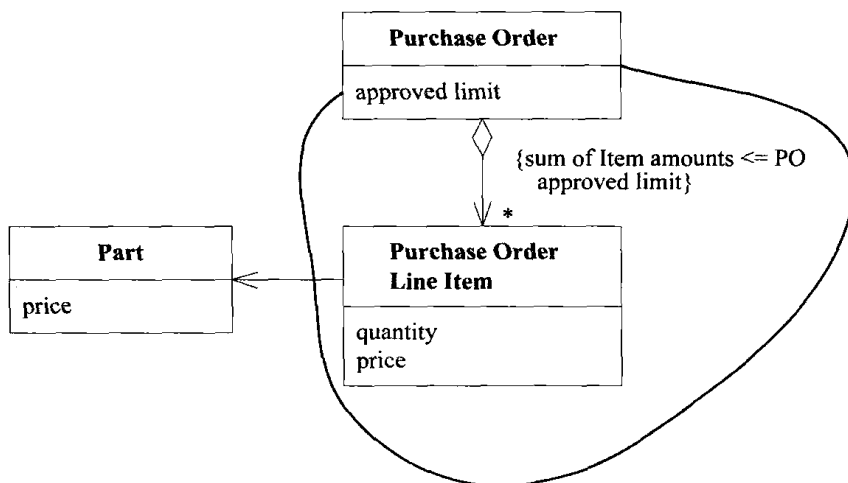 Purchase Order
approved limit
{sum of Item amounts <= PO
approved limit}
*
Part
price
Purchase Order
Line Item
quantity
price